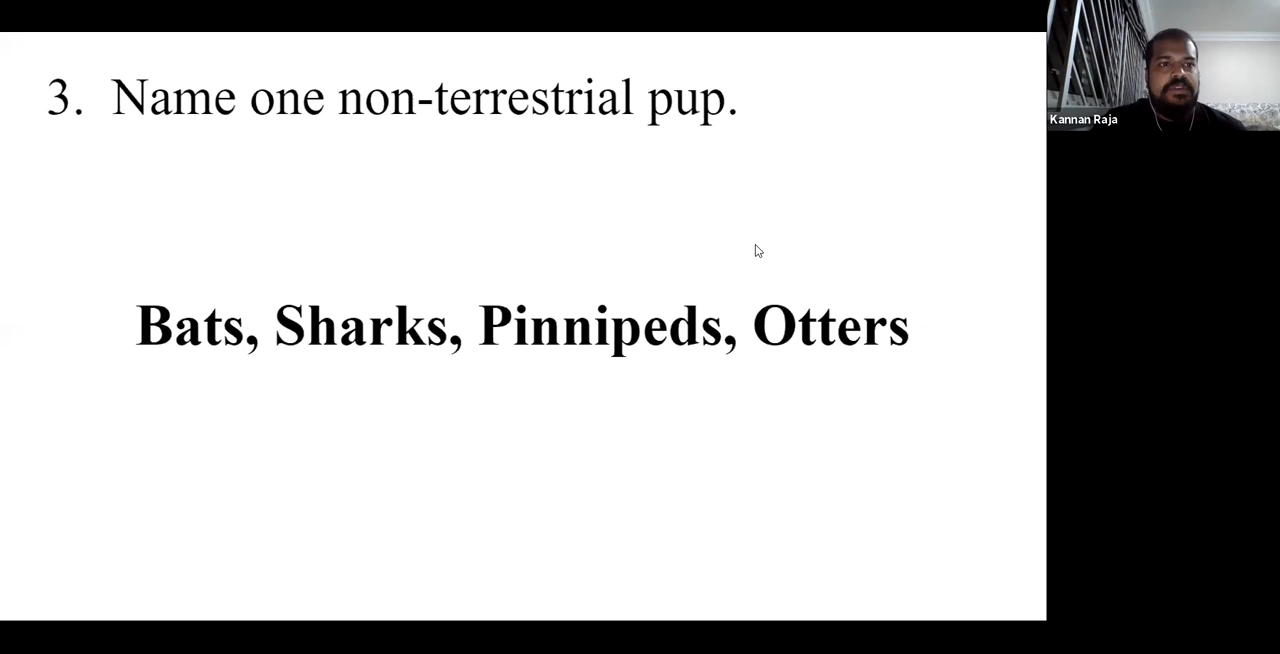 3. Name one non-terrestrial pup.
Kannan Raja
Bats, Sharks, Pinnipeds, Otters